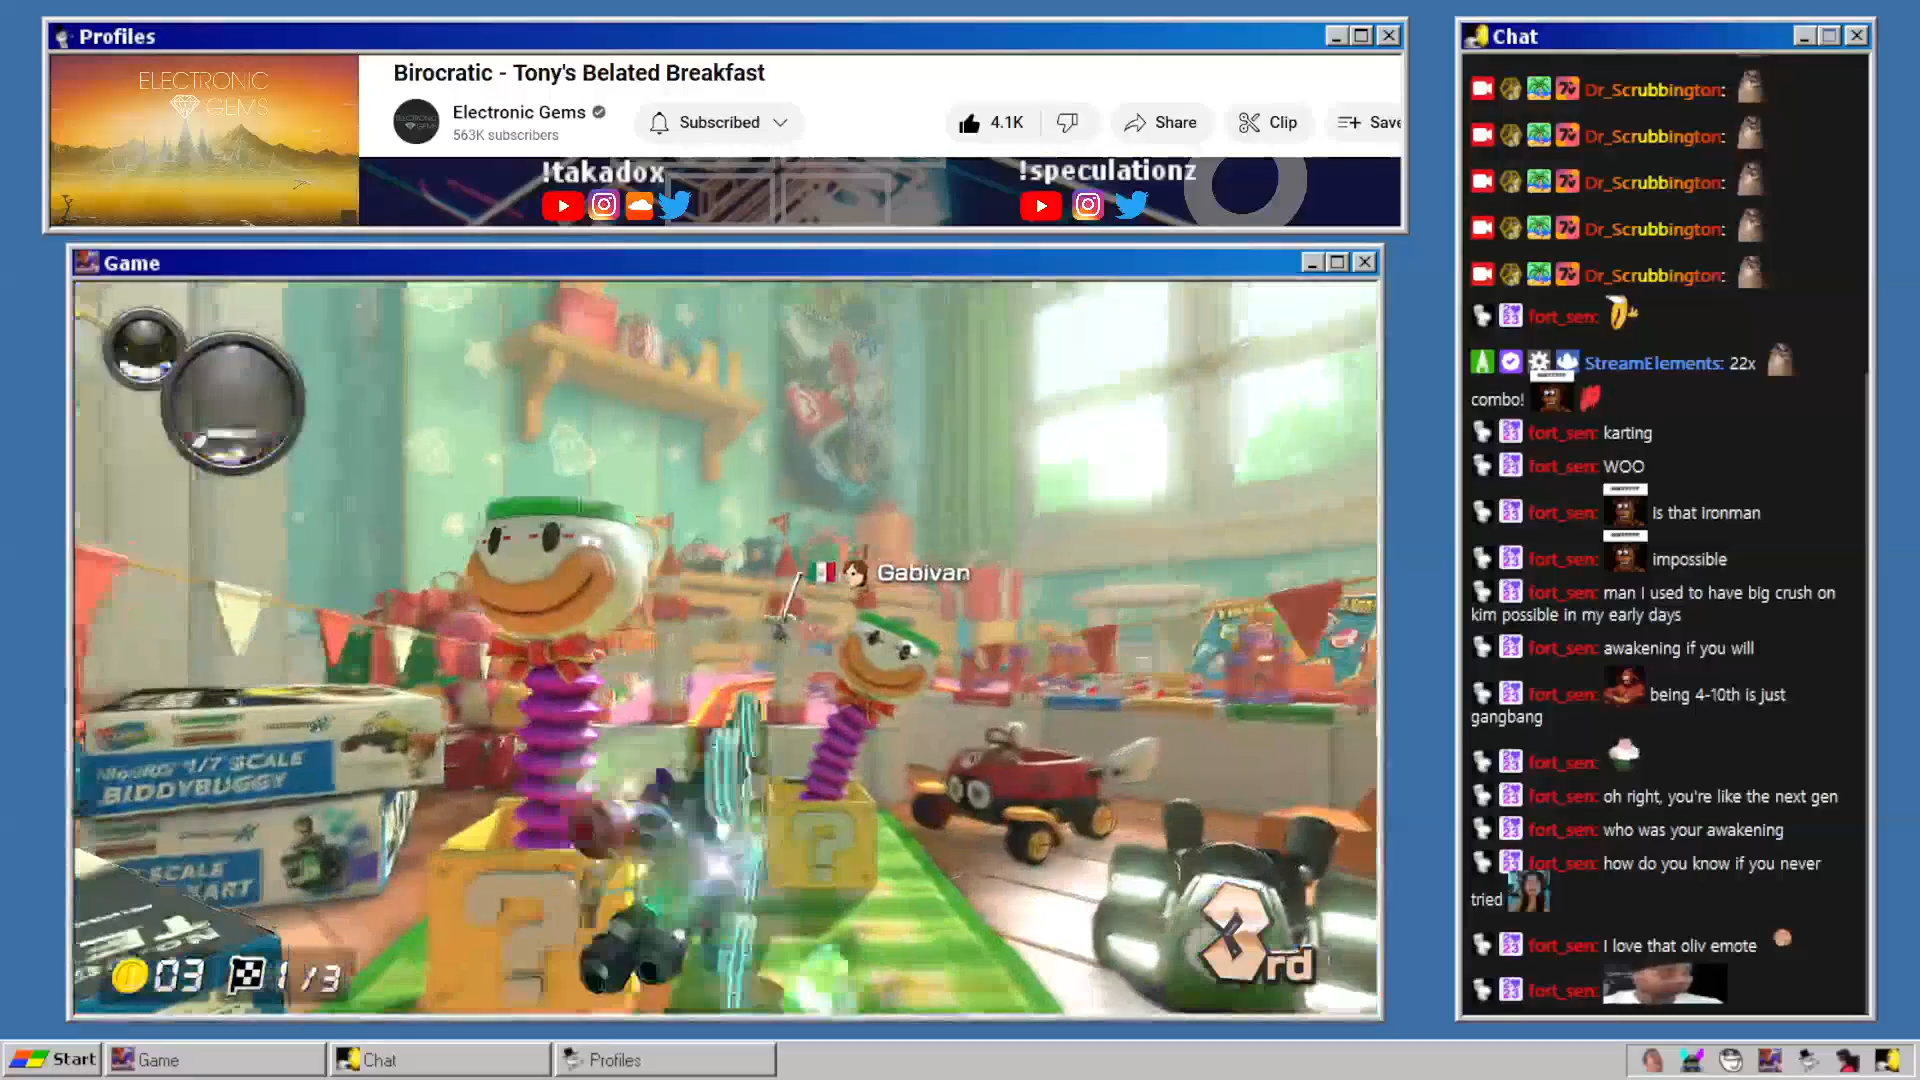 Profiles
ELECTRONIC
GEMS
Birocratic - Tony's Belated Breakfast
Electronic Gems
563K subscribers
Subscribed
4.1K
Share
Clip
Save
!takadox
!speculationz
Game
Gabivan
1/7 SCALE
BIDDYBUGGY
SCALE
KART
03
1/3
3rd
Chat
Dr_Scrubbington:
Dr_Scrubbington:
Dr_Scrubbington:
Dr_Scrubbington:
Dr_Scrubbington:
fort_sen:
StreamElements: 22x
combo!
fort_sen: karting
fort_sen: WOO
fort_sen: is that ironman
fort_sen: impossible
fort_sen: man I used to have big crush on
kim possible in my early days
fort_sen: awakening if you will
fort_sen: being 4-10th is just
gangbang
fort_sen:
fort_sen: oh right, you're like the next gen
fort_sen: who was your awakening
fort_sen: how do you know if you never
tried
fort_sen: I love that oliv emote
fort_sen:
Start
Game
Chat
Profiles